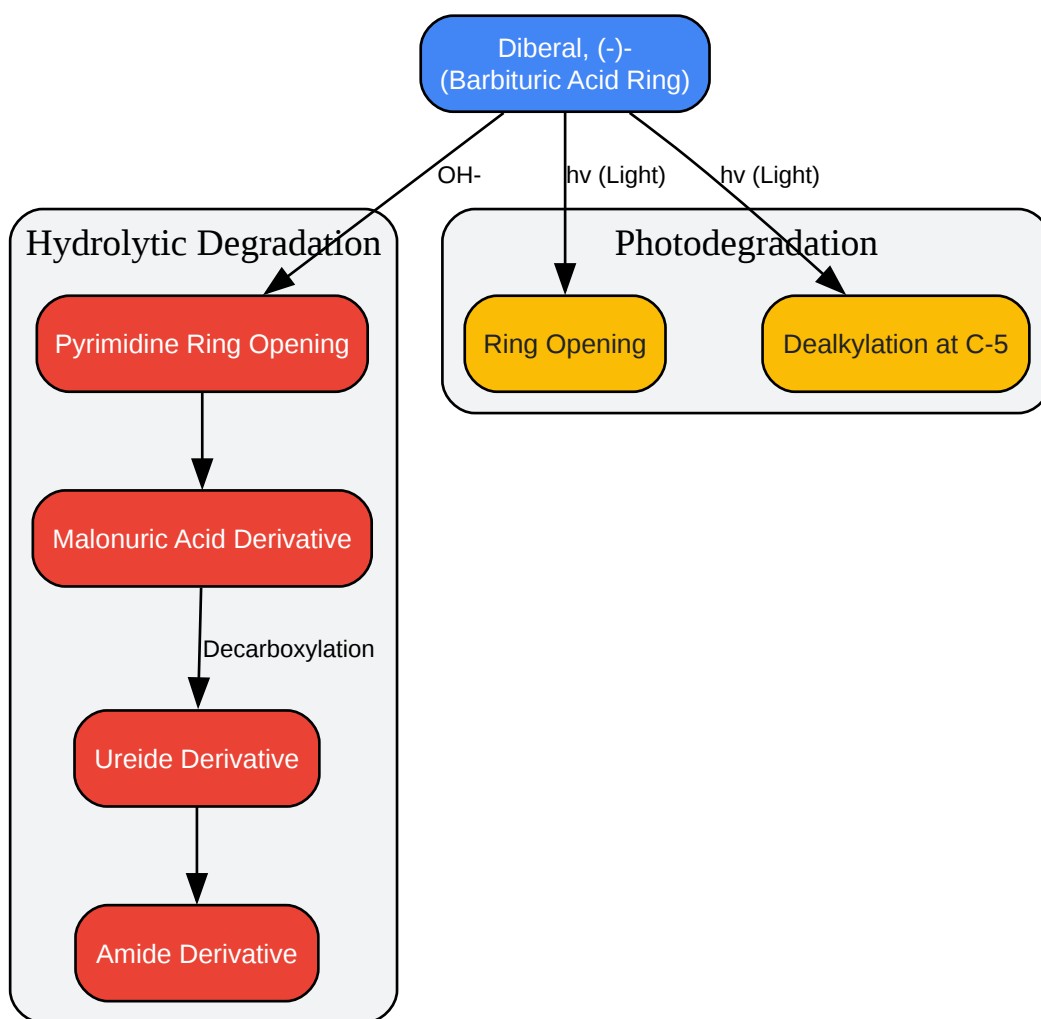 Diberal, (-)-
(Barbituric Acid Ring)
OH-
hv (Light)
hv (Light)
Hydrolytic Degradation
Photodegradation
Pyrimidine Ring Opening
Ring Opening
Dealkylation at C-5
Malonuric Acid Derivative
Decarboxylation
Ureide Derivative
Amide Derivative